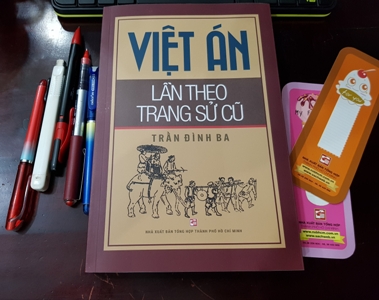 VIỆT ÁN
LẦN THEO
TRANG SỬ CŨ
TRẦN ĐÌNH BA
NHÀ XUẤT BẢN TỔNG HỢP THÀNH PHỐ HỒ CHÍ MINH